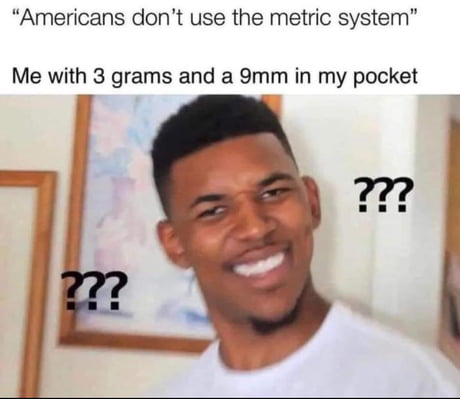 “Americans don’t use the metric system”
Me with 3 grams and a 9mm in my pocket
???
???